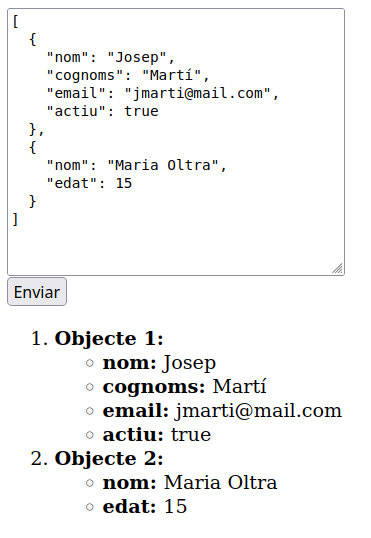 [
  {
    "nom": "Josep",
    "cognoms": "Martí",
    "email": "jmarti@mail.com",
    "actiu": true
  },
  {
    "nom": "Maria Oltra",
    "edat": 15
  }
]
Enviar
1. Objecte 1:
◦ nom: Josep
◦ cognoms: Martí
◦ email: jmarti@mail.com
◦ actiu: true
2. Objecte 2:
◦ nom: Maria Oltra
◦ edat: 15